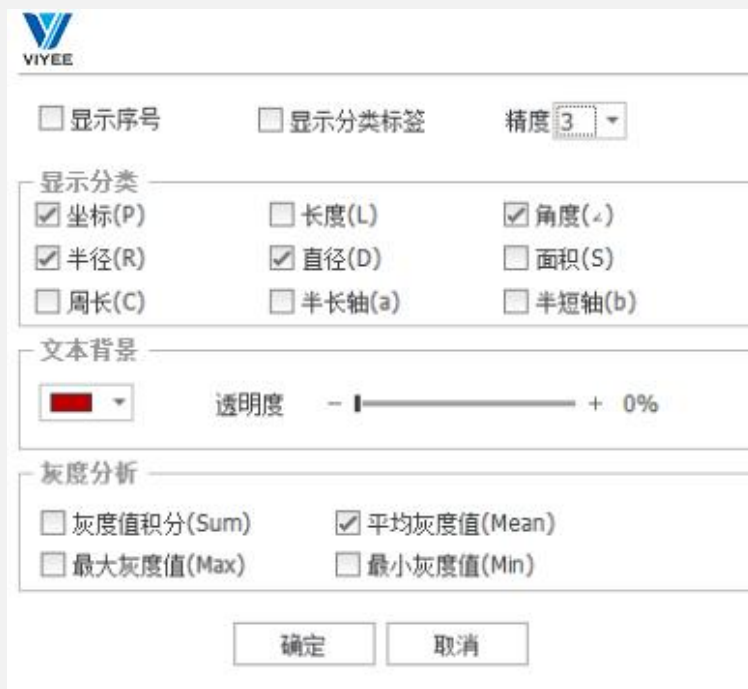 VIYEE
显示序号 显示分类标签 精度 3
显示分类
坐标(P) 长度(L) 角度(∠)
半径(R) 直径(D) 面积(S)
周长(C) 半长轴(a) 半短轴(b)
文本背景
透明度 - + 0%
灰度分析
灰度值积分(Sum) 平均灰度值(Mean)
最大灰度值(Max) 最小灰度值(Min)
确定 取消